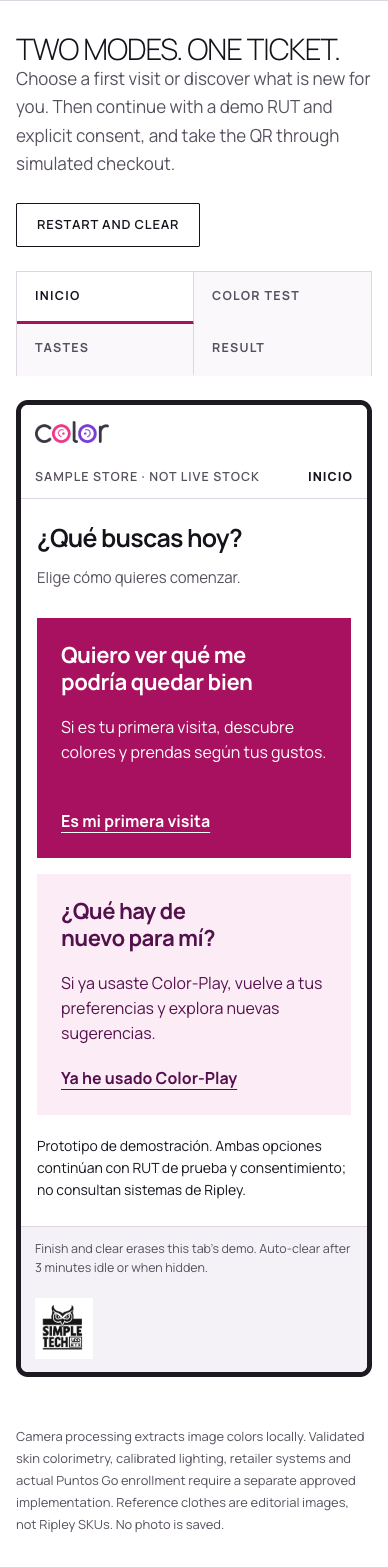 TWO MODES. ONE TICKET.
Choose a first visit or discover what is new for
you. Then continue with a demo RUT and
explicit consent, and take the QR through
simulated checkout.
RESTART AND CLEAR
INICIO
COLOR TEST
TASTES
RESULT
color
SAMPLE STORE · NOT LIVE STOCK
INICIO
¿Qué buscas hoy?
Elige cómo quieres comenzar.
Quiero ver qué me
podría quedar bien
Si es tu primera visita, descubre
colores y prendas según tus gustos.
Es mi primera visita
¿Qué hay de
nuevo para mí?
Si ya usaste Color-Play, vuelve a tus
preferencias y explora nuevas
sugerencias.
Ya he usado Color-Play
Prototipo de demostración. Ambas opciones
continúan con RUT de prueba y consentimiento;
no consultan sistemas de Ripley.
Finish and clear erases this tab's demo. Auto-clear after
3 minutes idle or when hidden.
SIMPLE
TECH
Camera processing extracts image colors locally. Validated
skin colorimetry, calibrated lighting, retailer systems and
actual Puntos Go enrollment require a separate approved
implementation. Reference clothes are editorial images,
not Ripley SKUs. No photo is saved.